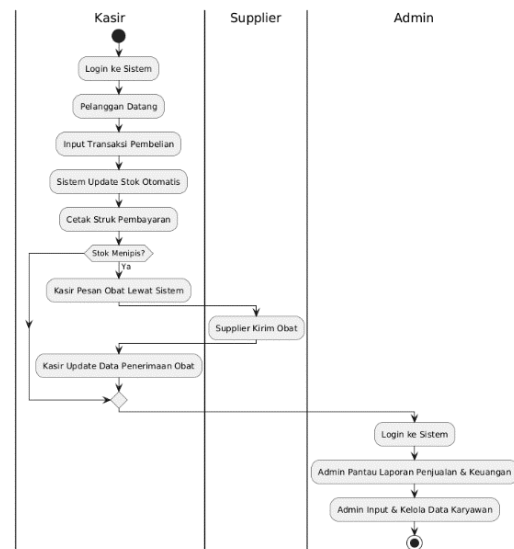 Kasir
Supplier
Admin
Login ke Sistem
Pelanggan Datang
Input Transaksi Pembelian
Sistem Update Stok Otomatis
Cetak Struk Pembayaran
Stok Menipis?
Ya
Kasir Pesan Obat Lewat Sistem
Supplier Kirim Obat
Kasir Update Data Penerimaan Obat
Login ke Sistem
Admin Pantau Laporan Penjualan & Keuangan
Admin Input & Kelola Data Karyawan